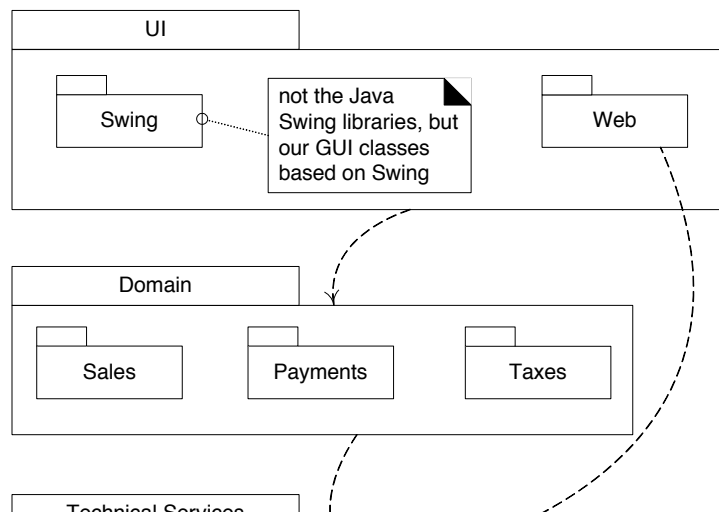 UI
Swing
not the Java
Swing libraries, but
our GUI classes
based on Swing
Web
Domain
Sales
Payments
Taxes
Technical Services